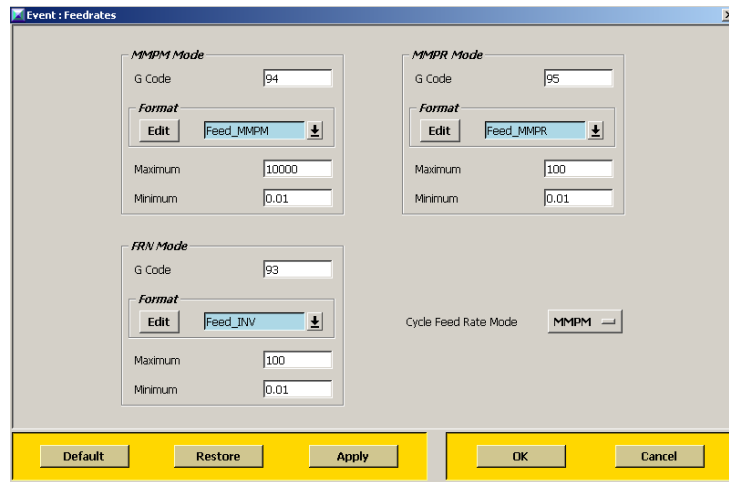 Event : Feedrates
MMPM Mode
G Code 94
Format
Edit Feed_MMPM
Maximum 10000
Minimum 0.01
MMPR Mode
G Code 95
Format
Edit Feed_MMPR
Maximum 100
Minimum 0.01
FRN Mode
G Code 93
Format
Edit Feed_INV
Maximum 100
Minimum 0.01
Cycle Feed Rate Mode MMPM
Default Restore Apply OK Cancel